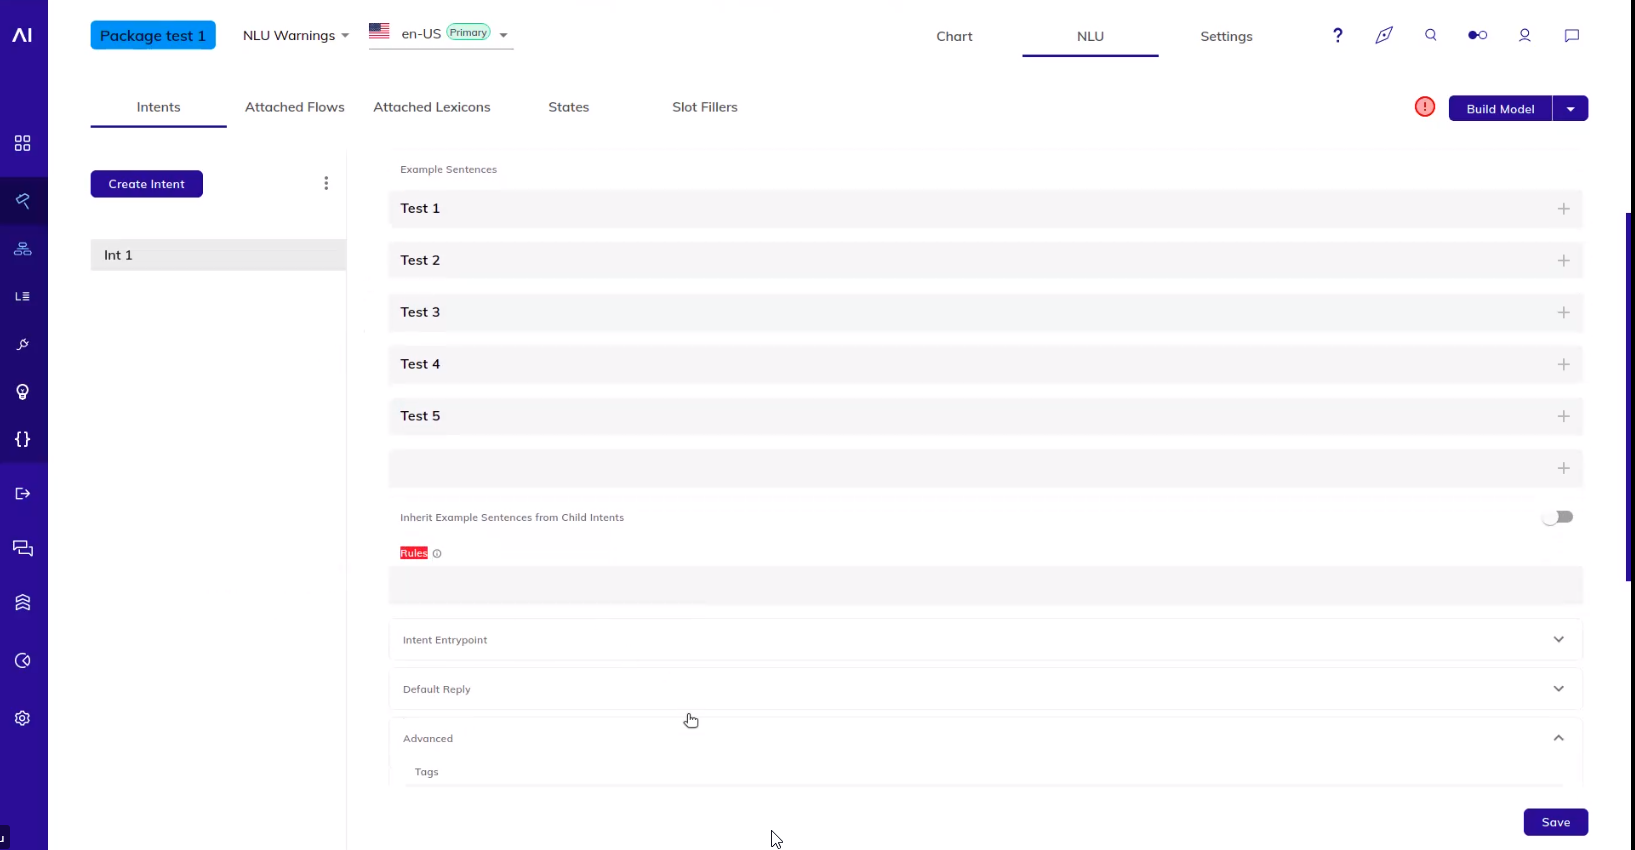 AI
Package test 1
NLU Warnings
en-US
Primary
Chart
NLU
Settings
?
Intents
Attached Flows
Attached Lexicons
States
Slot Fillers
!
Build Model
Create Intent
Int 1
Example Sentences
Test 1
Test 2
Test 3
Test 4
Test 5
Inherit Example Sentences from Child Intents
Rules
Intent Entrypoint
Default Reply
Advanced
Tags
Save